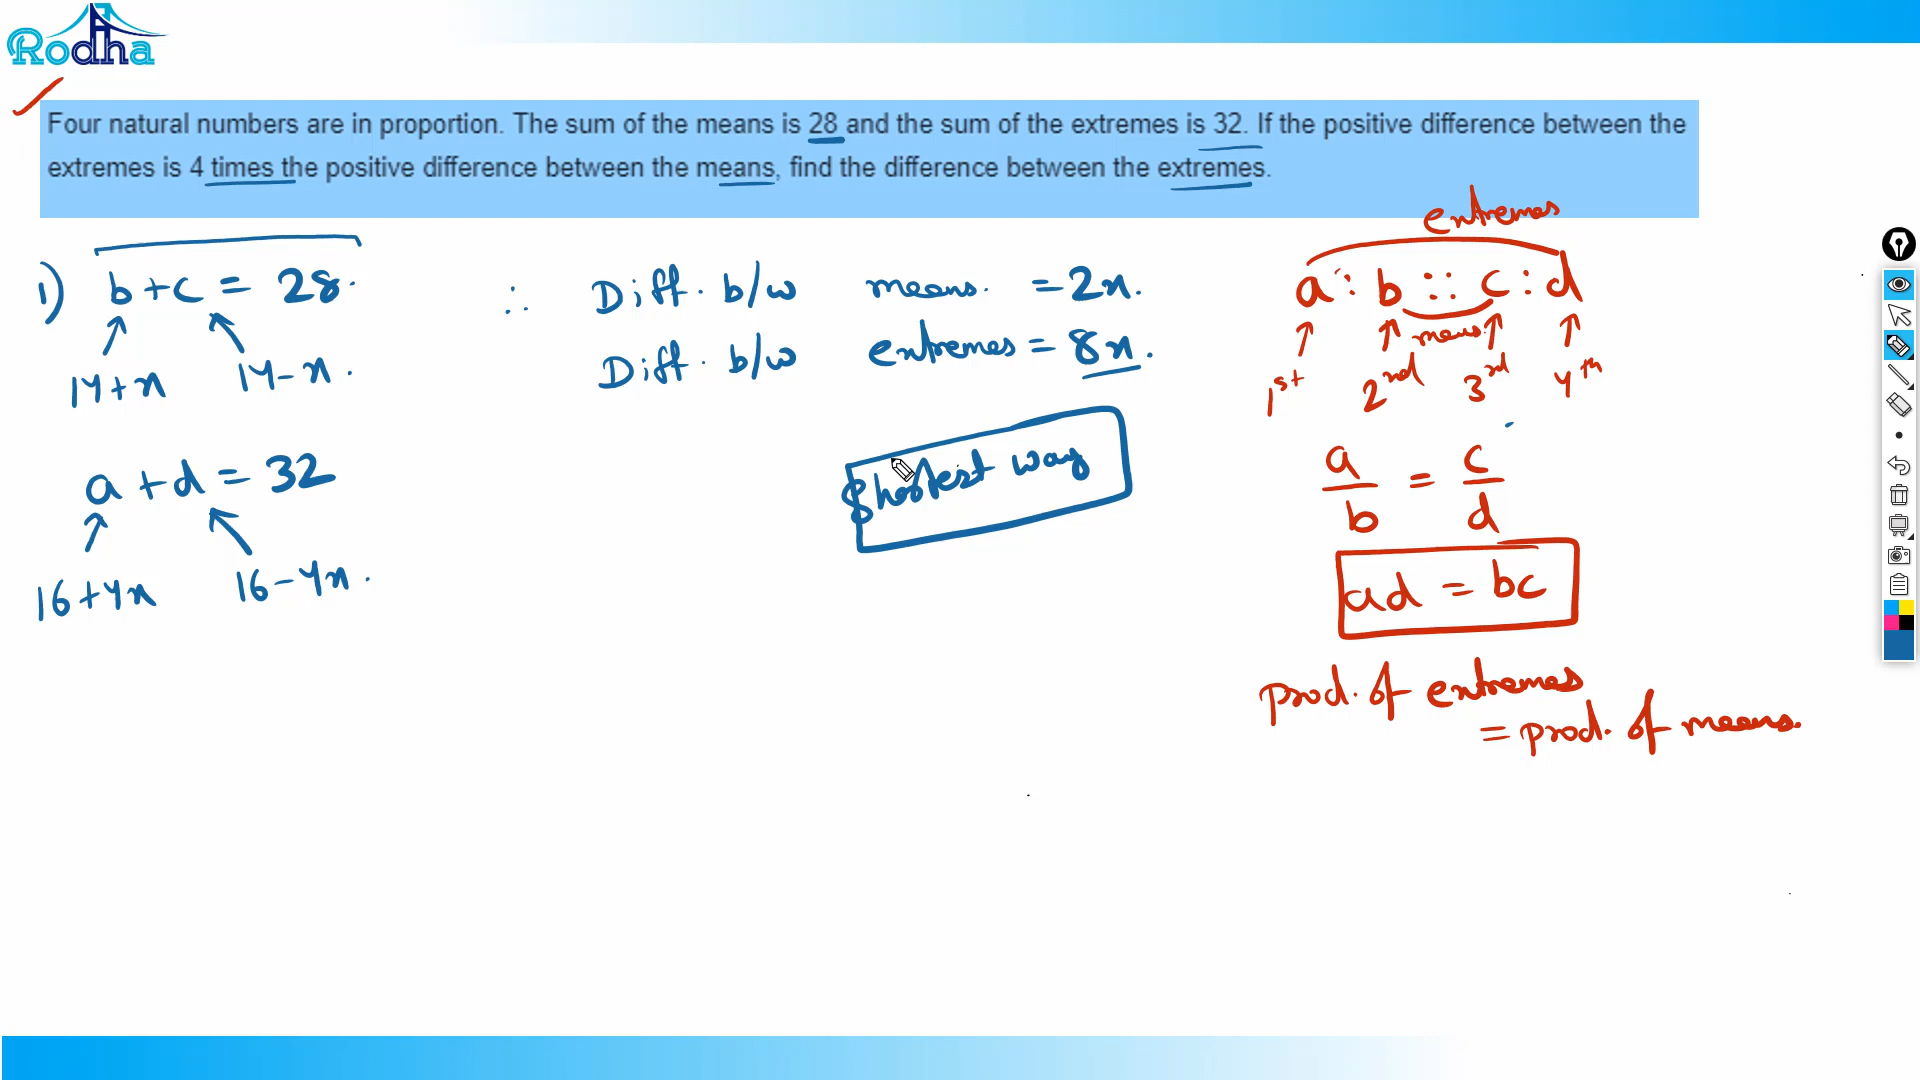 Rodha
Four natural numbers are in proportion. The sum of the means is 28 and the sum of the extremes is 32. If the positive difference between the
extremes is 4 times the positive difference between the means, find the difference between the extremes.
1) b+c = 28.
14+x 14-x.
a+d = 32
16+4x 16-4x.
∴ Diff. b/w means. = 2x.
Diff. b/w extremes = 8x.
Shortest way
extremes
a : b :: c : d
means
1st 2nd 3rd 4th
a/b = c/d
ad = bc
prod. of extremes
= prod. of means.